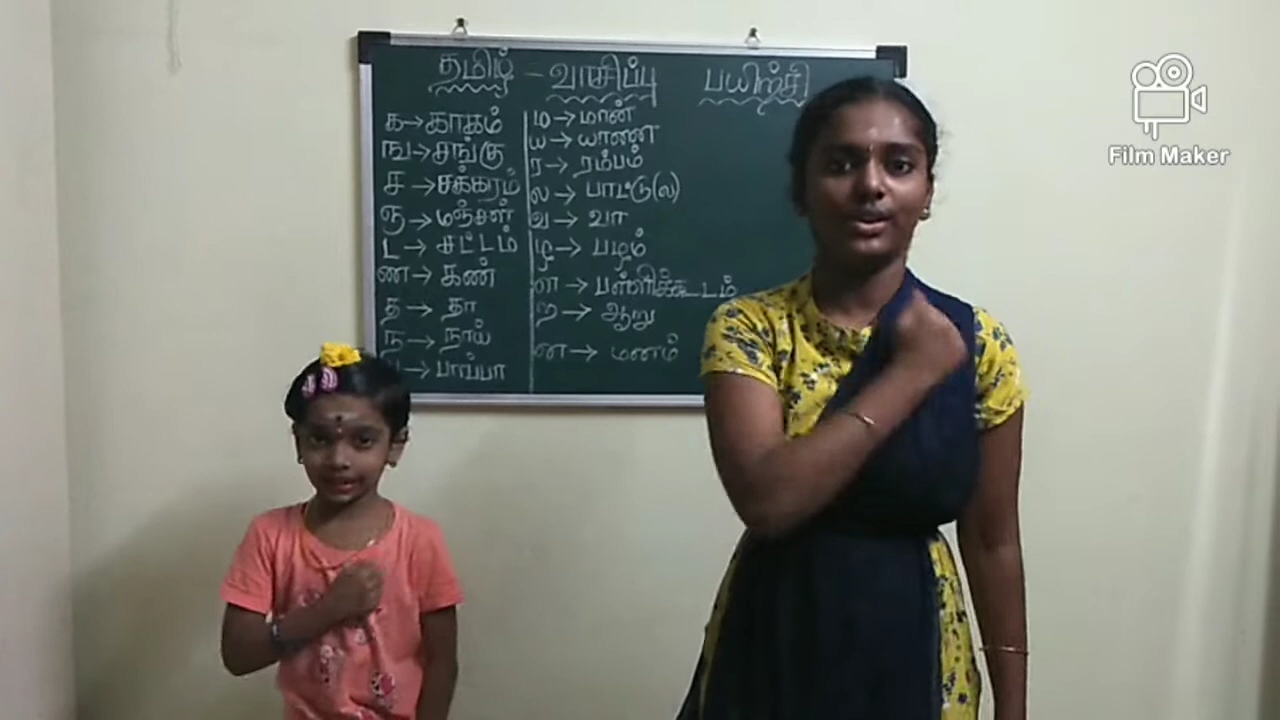 தமிழ் - வாசிப்பு பயிற்சி
க→காகம்
ங→சங்கு
ச→சக்கரம்
ஞ→மஞ்சள்
ட→சட்டம்
ண→கண்
த→தா
ந→நாய்
→பாப்பா
ம→மான்
ய→யானை
ர→ரம்பம்
ல→பாட்டு(ல)
வ→வா
ழ→பழம்
ள→பள்ளிக்கூடம்
ற→ஆறு
ன→மனம்
Film Maker